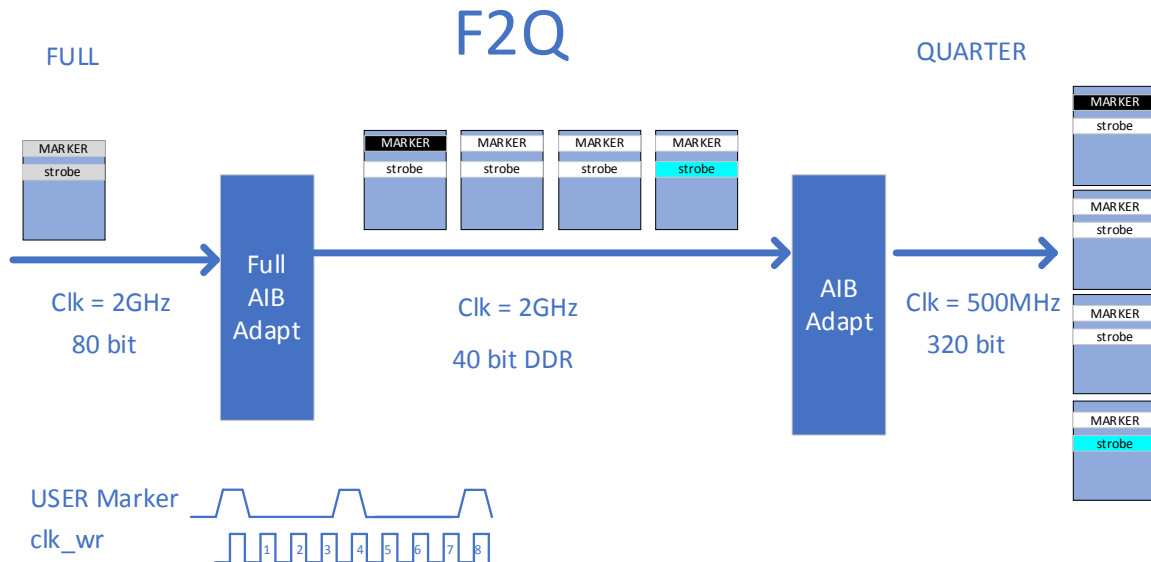 F2Q
FULL
QUARTER
MARKER
strobe
MARKER
strobe
MARKER
strobe
MARKER
strobe
MARKER
strobe
MARKER
strobe
MARKER
strobe
MARKER
strobe
MARKER
strobe
Full
AIB
Adapt
AIB
Adapt
Clk = 2GHz
80 bit
Clk = 2GHz
40 bit DDR
Clk = 500MHz
320 bit
USER Marker
clk_wr
1 2 3 4 5 6 7 8